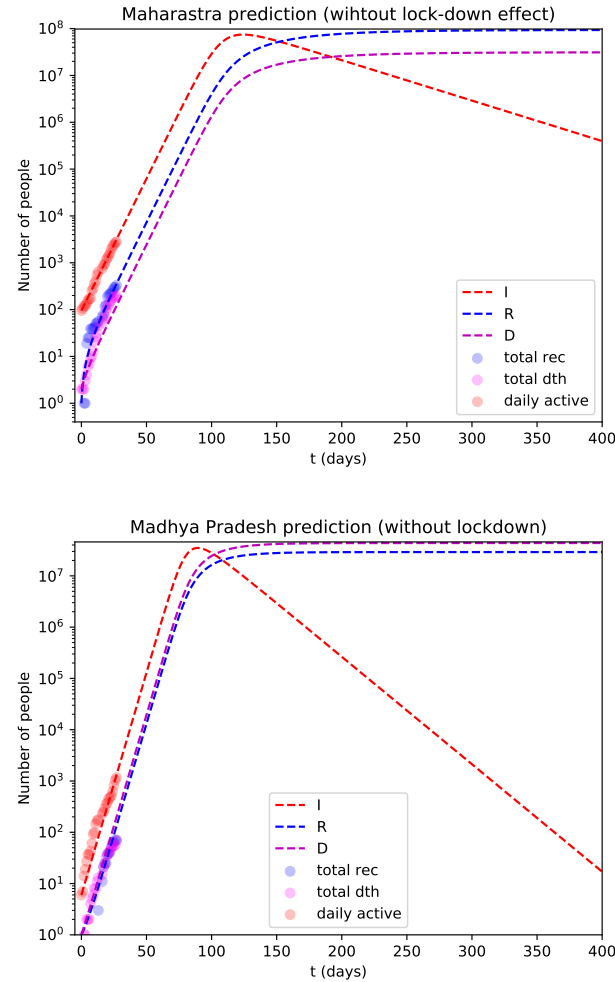 Maharastra prediction (wihtout lock-down effect)
10^8
10^7
10^6
10^5
10^4
10^3
10^2
10^1
10^0
Number of people
I
R
D
total rec
total dth
daily active
0 50 100 150 200 250 300 350 400
t (days)
Madhya Pradesh prediction (without lockdown)
10^7
10^6
10^5
10^4
10^3
10^2
10^1
10^0
Number of people
I
R
D
total rec
total dth
daily active
0 50 100 150 200 250 300 350 400
t (days)